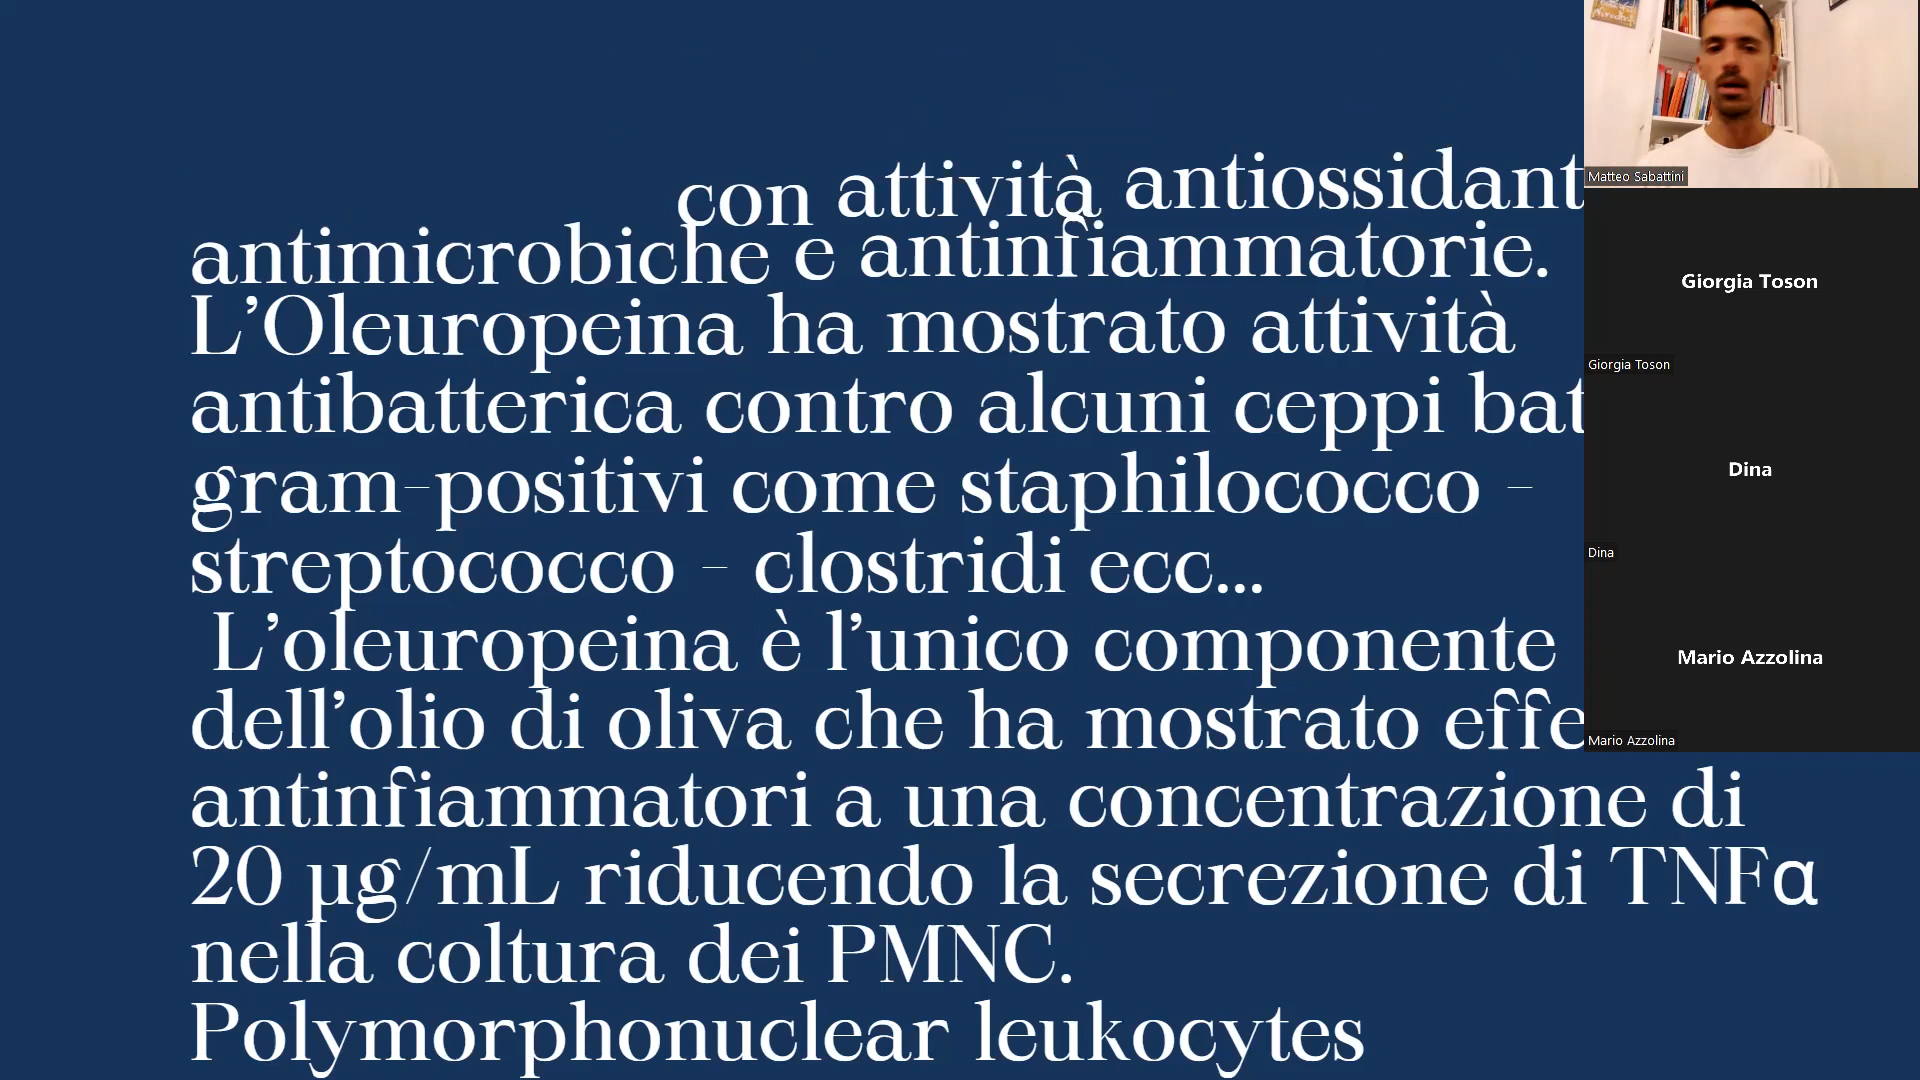 con attività antiossidant
antimicrobiche e antinfiammatorie.
L'Oleuropeina ha mostrato attività
antibatterica contro alcuni ceppi bat
gram-positivi come staphilococco -
streptococco - clostridi ecc...
L'oleuropeina è l'unico componente
dell'olio di oliva che ha mostrato effe
antinfiammatori a una concentrazione di
20 µg/mL riducendo la secrezione di TNFα
nella coltura dei PMNC.
Polymorphonuclear leukocytes
Matteo Sabattini
Giorgia Toson
Giorgia Toson
Dina
Dina
Mario Azzolina
Mario Azzolina